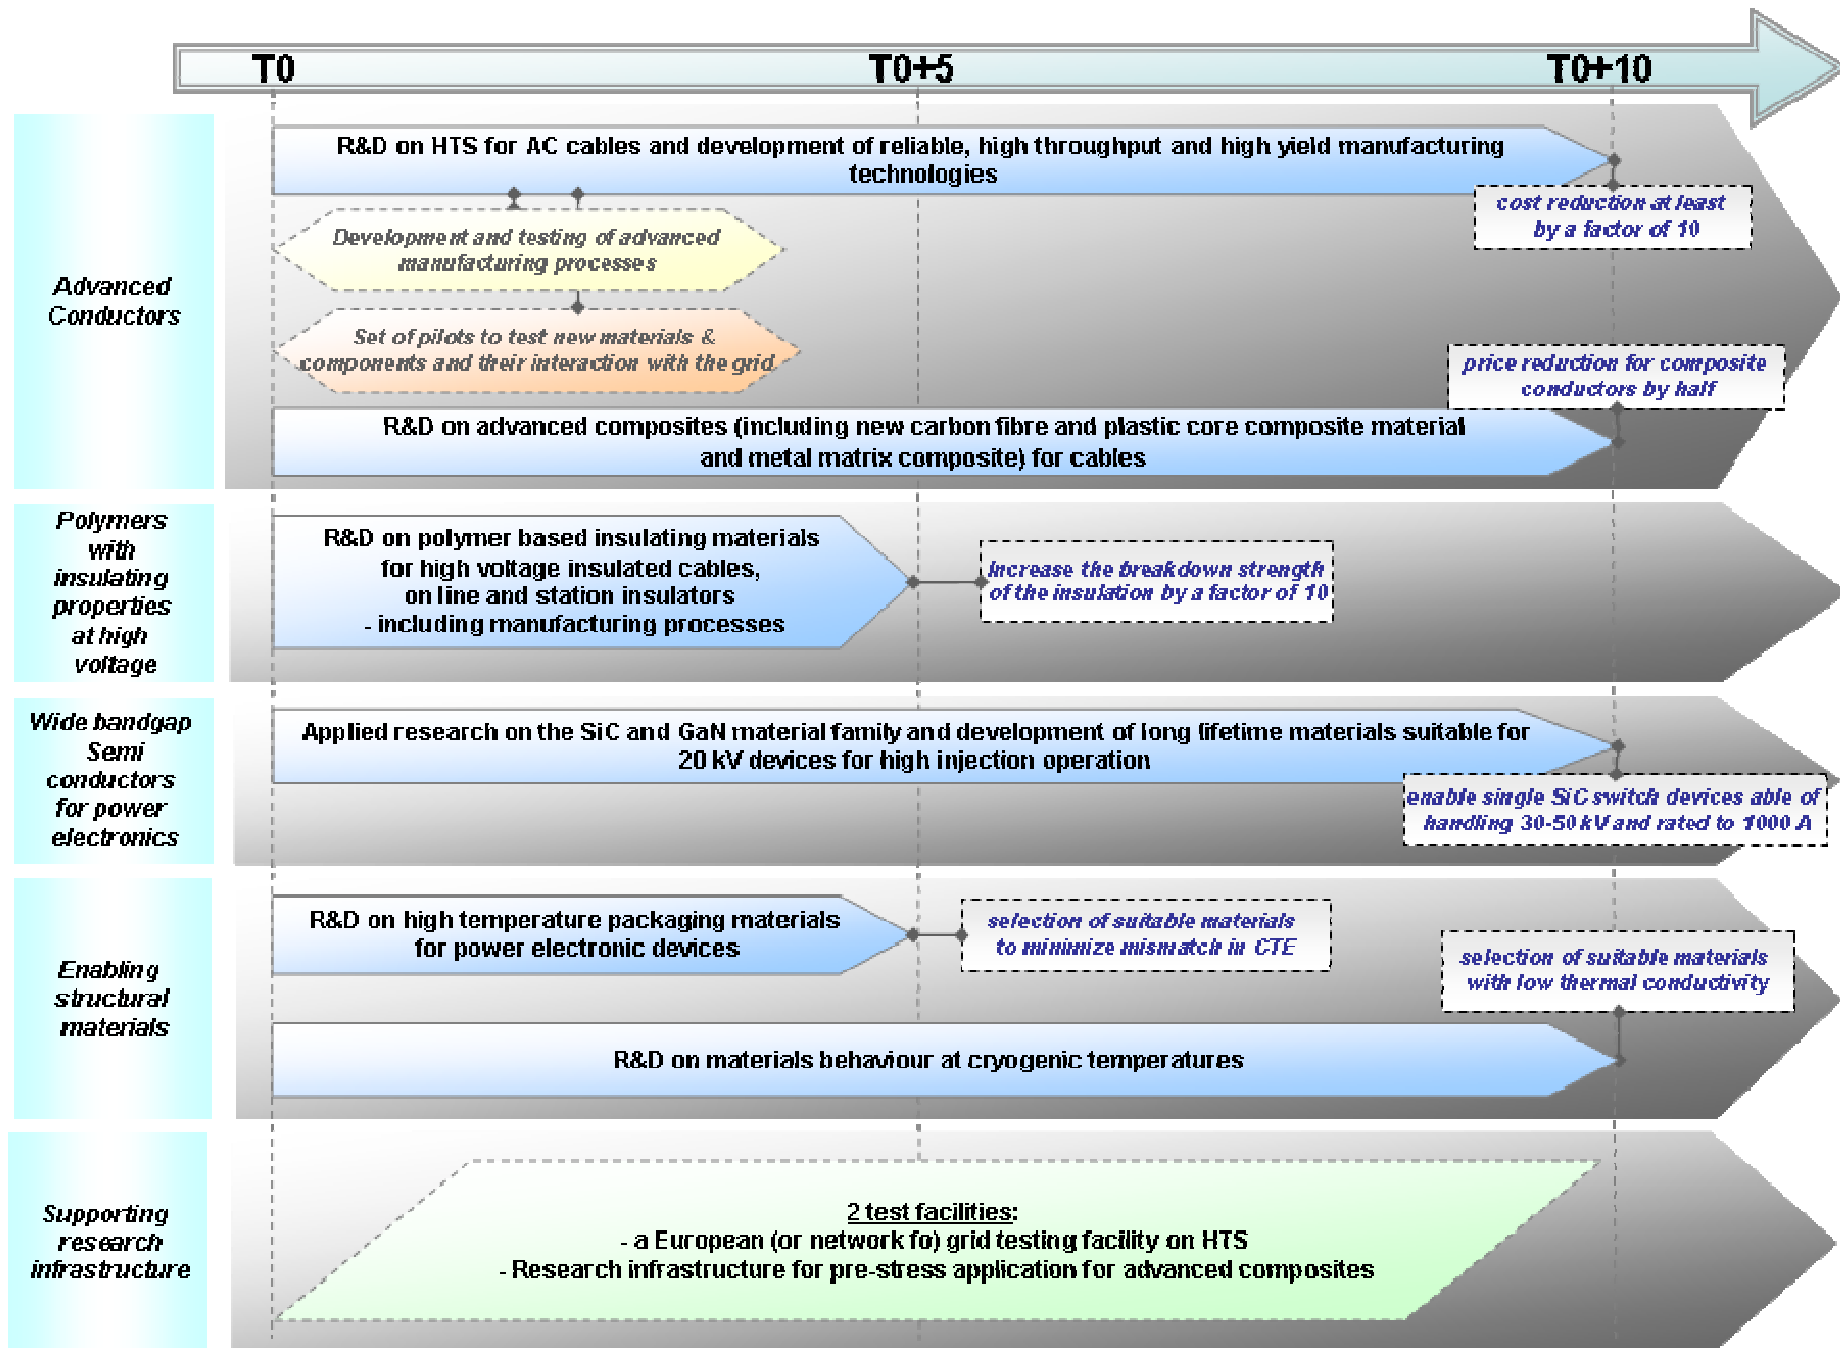 T0
T0+5
T0+10
Advanced
Conductors
R&D on HTS for AC cables and development of reliable, high throughput and high yield manufacturing
technologies
cost reduction at least
by a factor of 10
Development and testing of advanced
manufacturing processes
Set of pilots to test new materials &
components and their interaction with the grid
price reduction for composite
conductors by half
R&D on advanced composites (including new carbon fibre and plastic core composite material
and metal matrix composite) for cables
Polymers
with
insulating
properties
at high
voltage
R&D on polymer based insulating materials
for high voltage insulated cables,
on line and station insulators
- including manufacturing processes
Increase the breakdown strength
of the insulation by a factor of 10
Wide bandgap
Semi
conductors
for power
electronics
Applied research on the SiC and GaN material family and development of long lifetime materials suitable for
20 kV devices for high injection operation
enable single SiC switch devices able of
handling 30-50 kV and rated to 1000 A
Enabling
structural
materials
R&D on high temperature packaging materials
for power electronic devices
selection of suitable materials
to minimize mismatch in CTE
selection of suitable materials
with low thermal conductivity
R&D on materials behaviour at cryogenic temperatures
Supporting
research
infrastructure
2 test facilities:
- a European (or network fo) grid testing facility on HTS
- Research infrastructure for pre-stress application for advanced composites